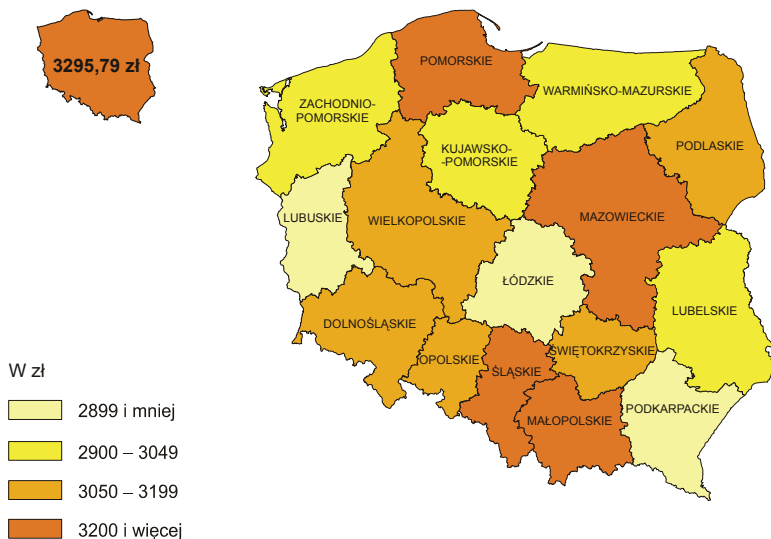 3295,79 zł
POMORSKIE
WARMIŃSKO-MAZURSKIE
ZACHODNIO-
POMORSKIE
KUJAWSKO-
-POMORSKIE
PODLASKIE
LUBUSKIE
WIELKOPOLSKIE
MAZOWIECKIE
ŁÓDZKIE
LUBELSKIE
DOLNOŚLĄSKIE
OPOLSKIE
ŚLĄSKIE
ŚWIĘTOKRZYSKIE
MAŁOPOLSKIE
PODKARPACKIE
W zł
2899 i mniej
2900 – 3049
3050 – 3199
3200 i więcej